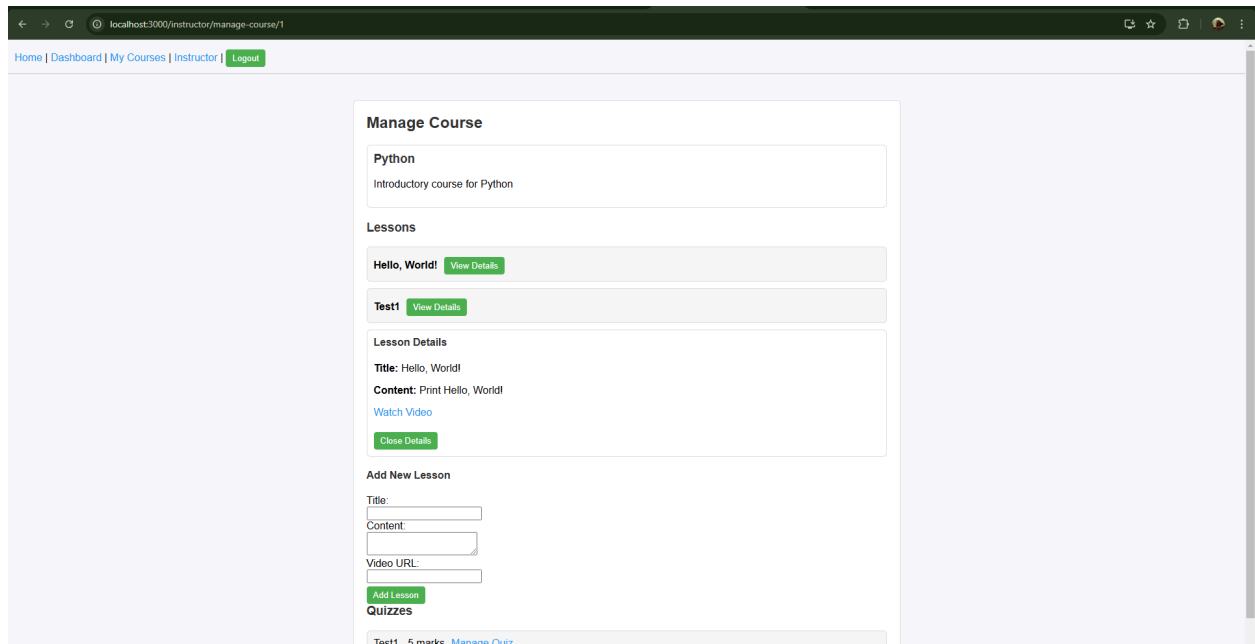 localhost:3000/instructor/manage-course/1
Home | Dashboard | My Courses | Instructor | Logout
Manage Course
Python
Introductory course for Python
Lessons
Hello, World! View Details
Test1 View Details
Lesson Details
Title: Hello, World!
Content: Print Hello, World!
Watch Video
Close Details
Add New Lesson
Title:
Content:
Video URL:
Add Lesson
Quizzes
Test1 5 marks Manage Quiz